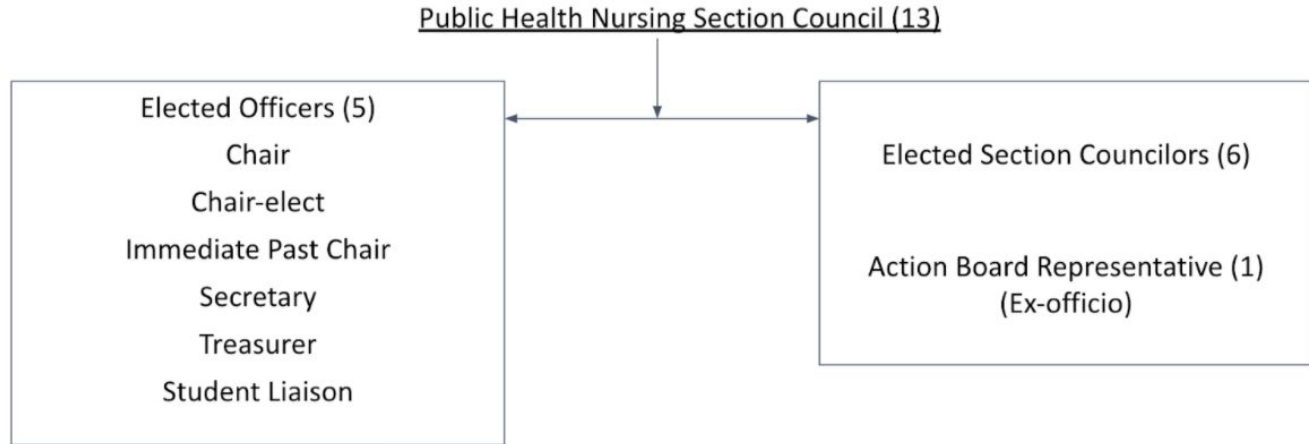 Public Health Nursing Section Council (13)
Elected Officers (5)
Chair
Chair-elect
Immediate Past Chair
Secretary
Treasurer
Student Liaison
Elected Section Councilors (6)
Action Board Representative (1)
(Ex-officio)